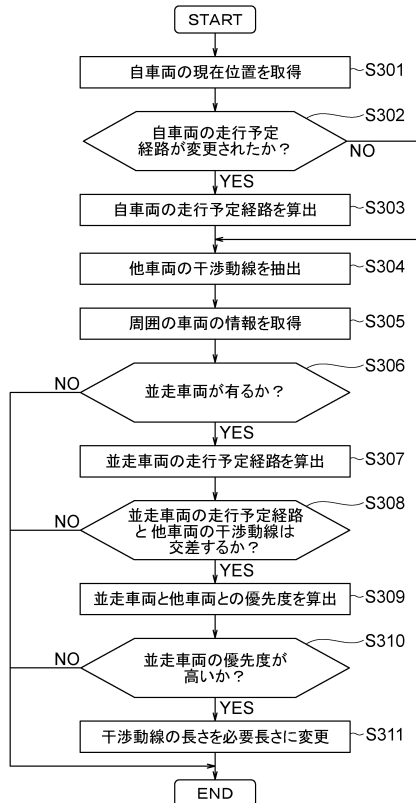 START
自車両の現在位置を取得
S301
S302
自車両の走行予定
経路が変更されたか？
NO
YES
自車両の走行予定経路を算出
S303
他車両の干渉動線を抽出
S304
周囲の車両の情報を取得
S305
S306
NO
並走車両が有るか？
YES
並走車両の走行予定経路を算出
S307
S308
NO
並走車両の走行予定経路
と他車両の干渉動線は
交差するか？
YES
並走車両と他車両との優先度を算出
S309
S310
NO
並走車両の優先度が
高いか？
YES
干渉動線の長さを必要長さに変更
S311
END